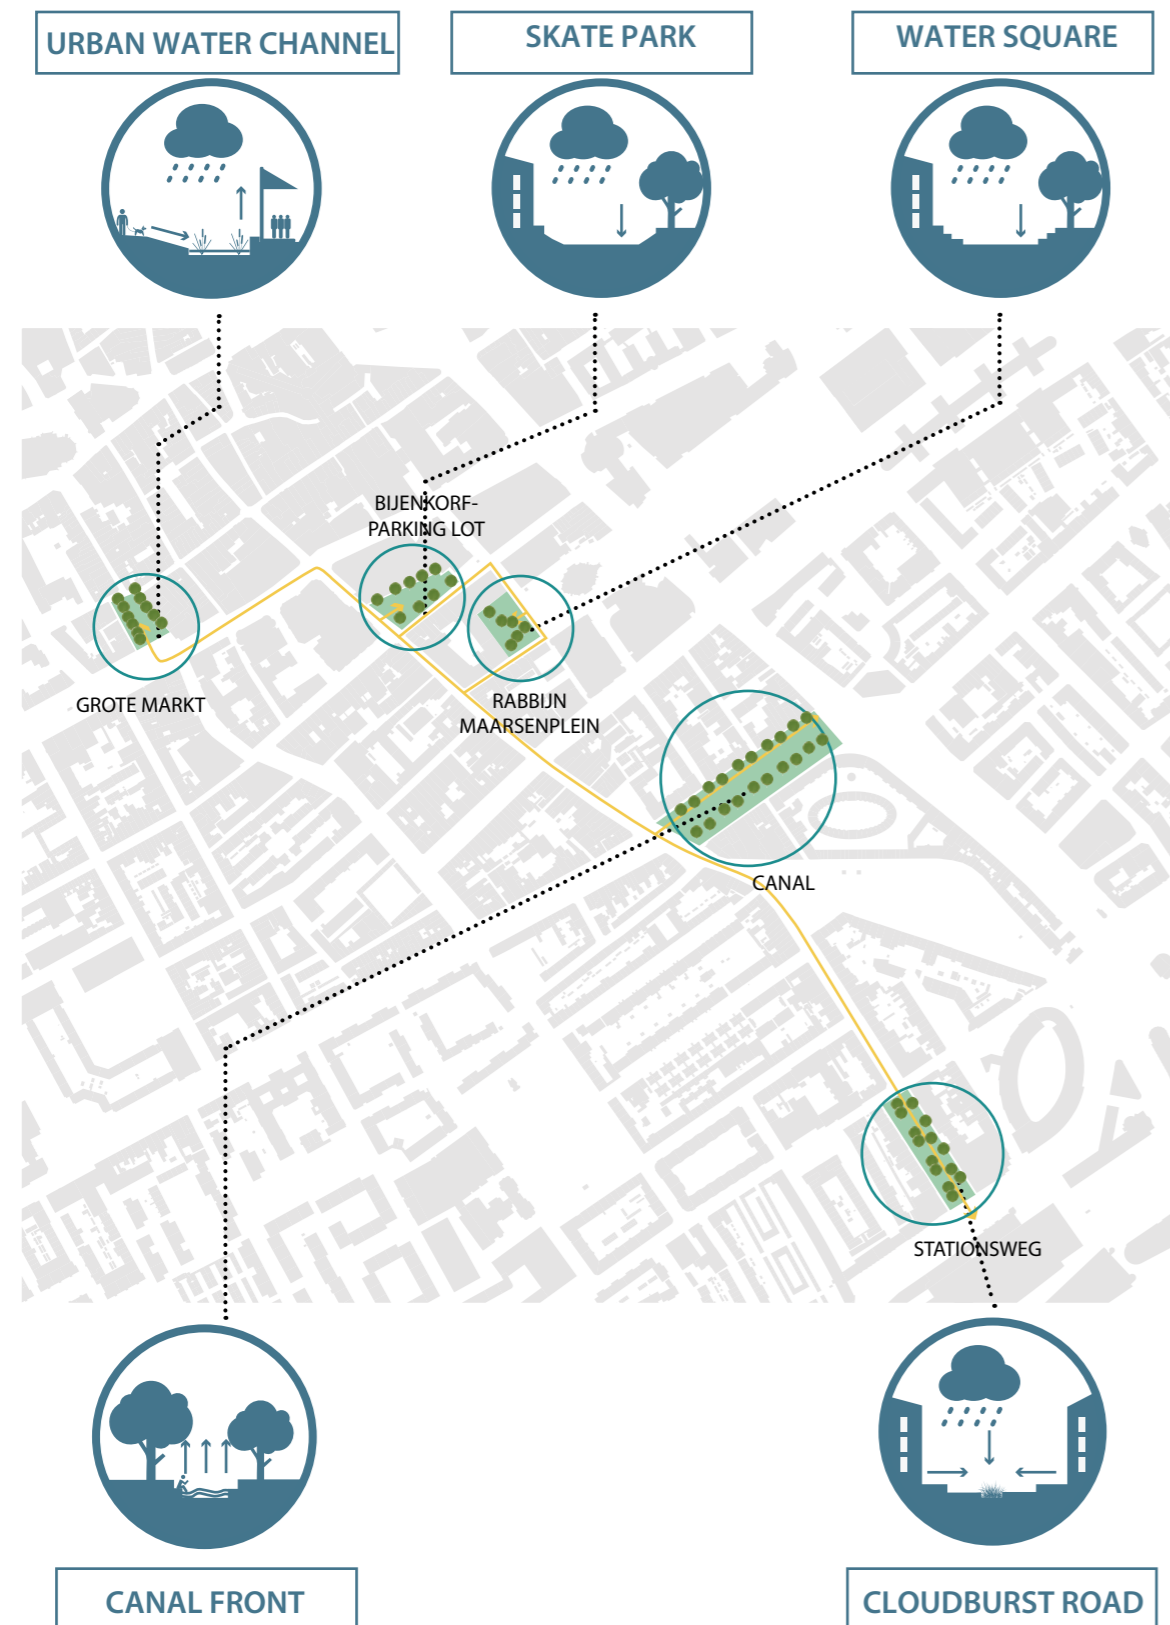 URBAN WATER CHANNEL
SKATE PARK
WATER SQUARE
BIJENKORF-
PARKING LOT
GROTE MARKT
RABBIJN
MAARSENPLEIN
CANAL
STATIONSWEG
CANAL FRONT
CLOUDBURST ROAD